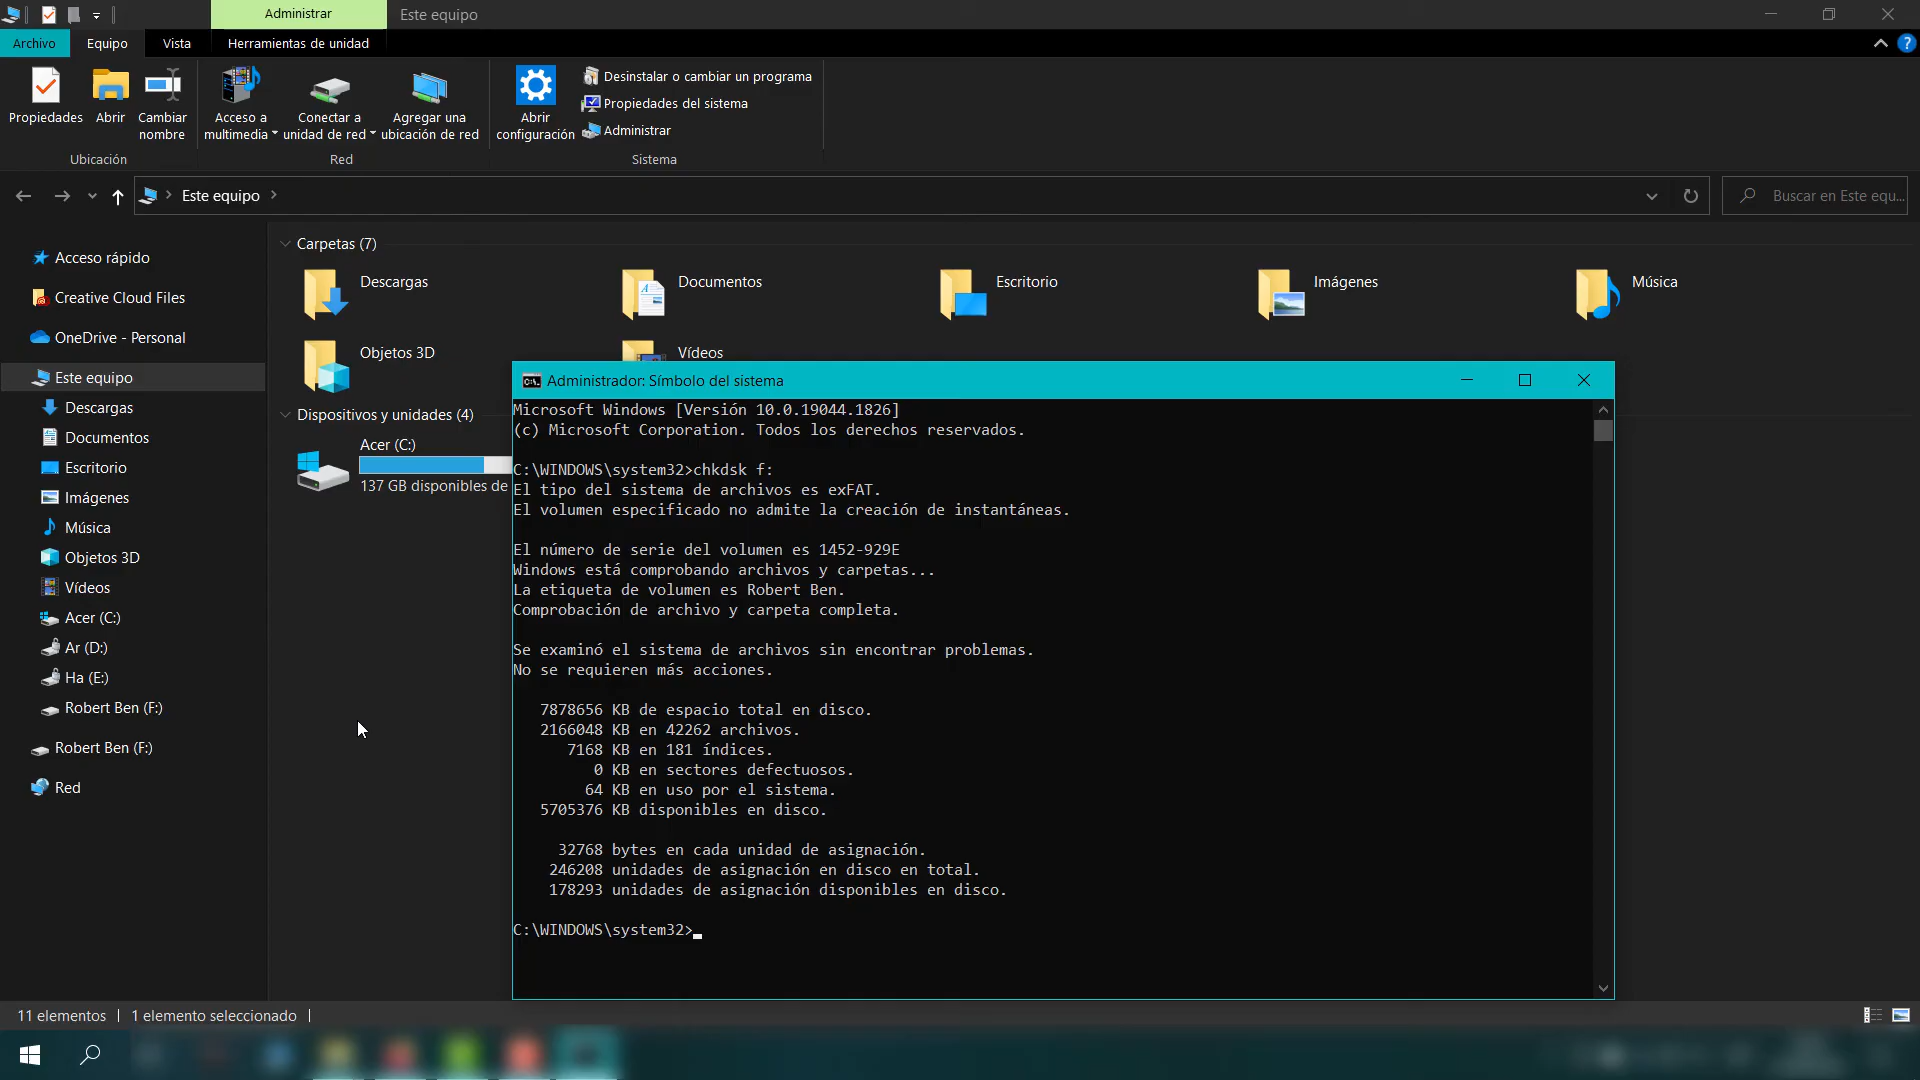 Administrar
Este equipo
Archivo
Equipo
Vista
Herramientas de unidad
Propiedades
Abrir
Cambiar
nombre
Acceso a
multimedia
Conectar a
unidad de red
Agregar una
ubicación de red
Abrir
configuración
Desinstalar o cambiar un programa
Propiedades del sistema
Administrar
Ubicación
Red
Sistema
Este equipo
Buscar en Este equ...
Acceso rápido
Creative Cloud Files
OneDrive - Personal
Este equipo
Descargas
Documentos
Escritorio
Imágenes
Música
Objetos 3D
Vídeos
Acer (C:)
Ar (D:)
Ha (E:)
Robert Ben (F:)
Robert Ben (F:)
Red
Carpetas (7)
Descargas
Documentos
Escritorio
Imágenes
Música
Objetos 3D
Vídeos
Dispositivos y unidades (4)
Acer (C:)
137 GB disponibles de
Administrador: Símbolo del sistema
Microsoft Windows [Versión 10.0.19044.1826]
(c) Microsoft Corporation. Todos los derechos reservados.
C:\WINDOWS\system32>chkdsk f:
El tipo del sistema de archivos es exFAT.
El volumen especificado no admite la creación de instantáneas.
El número de serie del volumen es 1452-929E
Windows está comprobando archivos y carpetas...
La etiqueta de volumen es Robert Ben.
Comprobación de archivo y carpeta completa.
Se examinó el sistema de archivos sin encontrar problemas.
No se requieren más acciones.
7878656 KB de espacio total en disco.
2166048 KB en 42262 archivos.
7168 KB en 181 índices.
0 KB en sectores defectuosos.
64 KB en uso por el sistema.
5705376 KB disponibles en disco.
32768 bytes en cada unidad de asignación.
246208 unidades de asignación en disco en total.
178293 unidades de asignación disponibles en disco.
C:\WINDOWS\system32>
11 elementos
1 elemento seleccionado